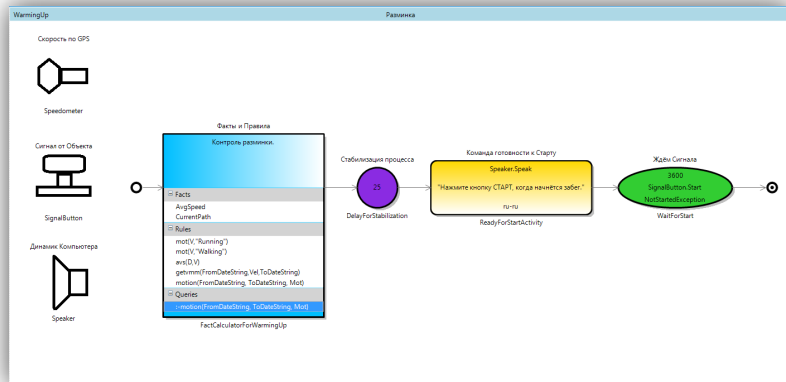 WarmingUp
Разминка
Скорость по GPS
Speedometer
Сигнал от Объекта
SignalButton
Динамик Компьютера
Speaker
Факты и Правила
Контроль разминки.
Facts
AvgSpeed
CurrentPath
Rules
mot(V,"Running")
mot(V,"Walking")
avs(D,V)
getvmm(FromDateString,Vel,ToDateString)
motion(FromDateString, ToDateString, Mot)
Queries
:-motion(FromDateString, ToDateString, Mot)
FactCalculatorForWarmingUp
Стабилизация процесса
25
DelayForStabilization
Команда готовности к Старту
Speaker.Speak
"Нажмите кнопку СТАРТ, когда начнётся забег."
ru-ru
ReadyForStartActivity
Ждём Сигнала
3600
SignalButton.Start
NotStartedException
WaitForStart